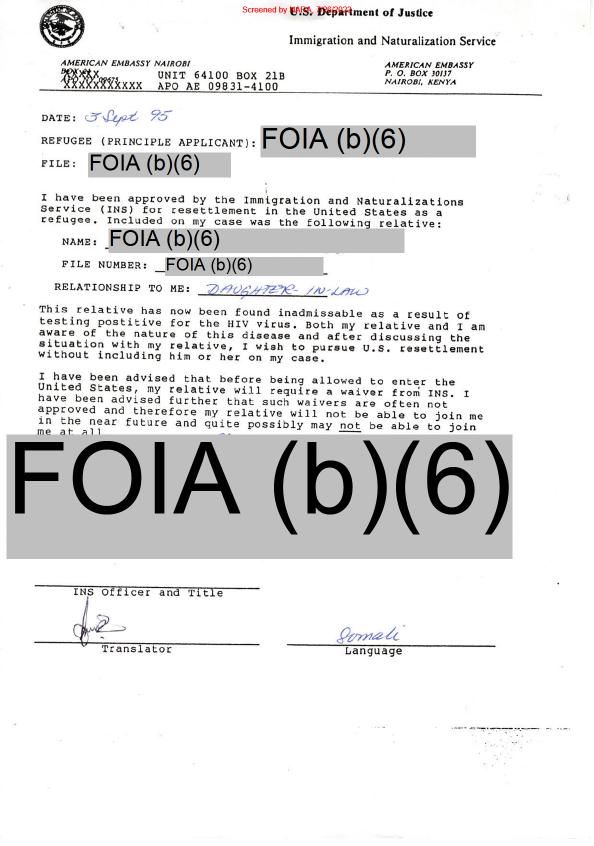 Screened by NARA, 7/26/2023
U.S. Department of Justice
Immigration and Naturalization Service
AMERICAN EMBASSY NAIROBI
UNIT 64100 BOX 21B
XXXXXXXXXXX APO AE 09831-4100
AMERICAN EMBASSY
P. O. BOX 30137
NAIROBI, KENYA
DATE: 3 Sept 95
REFUGEE (PRINCIPLE APPLICANT): FOIA (b)(6)
FILE: FOIA (b)(6)
I have been approved by the Immigration and Naturalizations
Service (INS) for resettlement in the United States as a
refugee. Included on my case was the following relative:
NAME: FOIA (b)(6)
FILE NUMBER: FOIA (b)(6)
RELATIONSHIP TO ME: DAUGHTER-IN-LAW
This relative has now been found inadmissable as a result of
testing postitive for the HIV virus. Both my relative and I am
aware of the nature of this disease and after discussing the
situation with my relative, I wish to pursue U.S. resettlement
without including him or her on my case.
I have been advised that before being allowed to enter the
United States, my relative will require a waiver from INS. I
have been advised further that such waivers are often not
approved and therefore my relative will not be able to join me
in the near future and quite possibly may not be able to join
me at all
FOIA (b)(6)
INS Officer and Title
Translator
Somali
Language